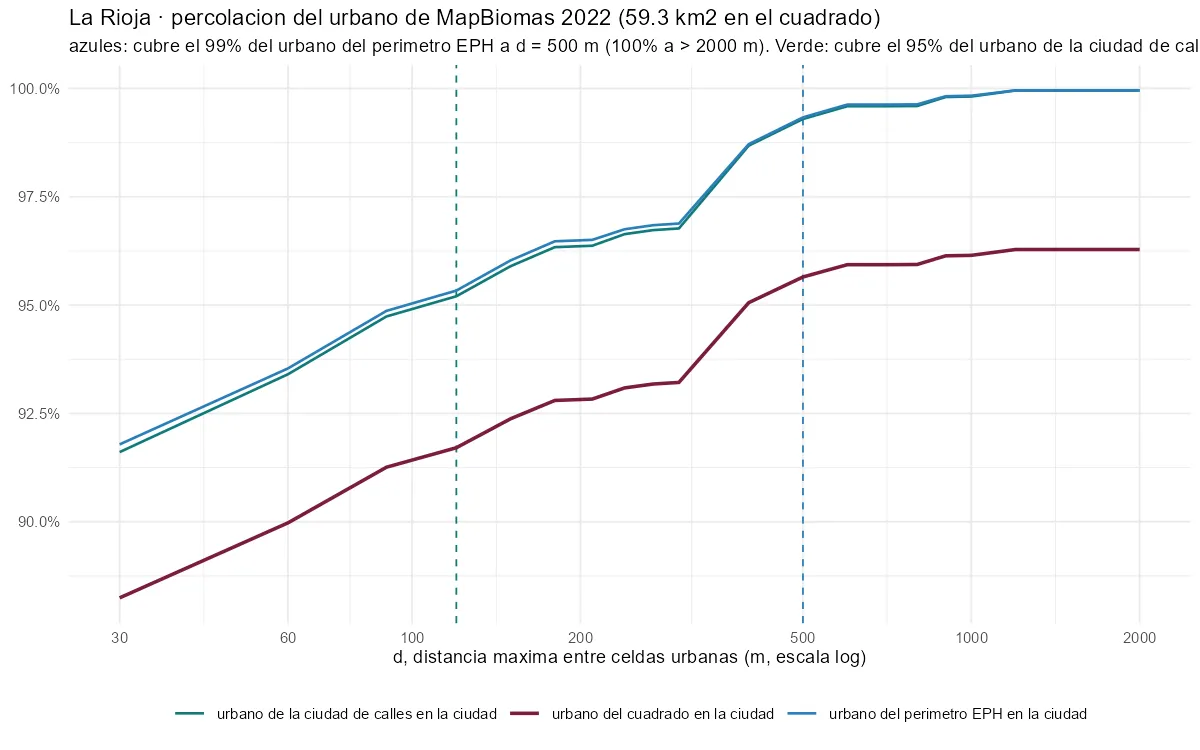 La Rioja · percolacion del urbano de MapBiomas 2022 (59.3 km2 en el cuadrado)
azules: cubre el 99% del urbano del perimetro EPH a d = 500 m (100% a > 2000 m). Verde: cubre el 95% del urbano de la ciudad de cal
100.0%
97.5%
95.0%
92.5%
90.0%
30 60 100 200 500 1000 2000
d, distancia maxima entre celdas urbanas (m, escala log)
urbano de la ciudad de calles en la ciudad urbano del cuadrado en la ciudad urbano del perimetro EPH en la ciudad